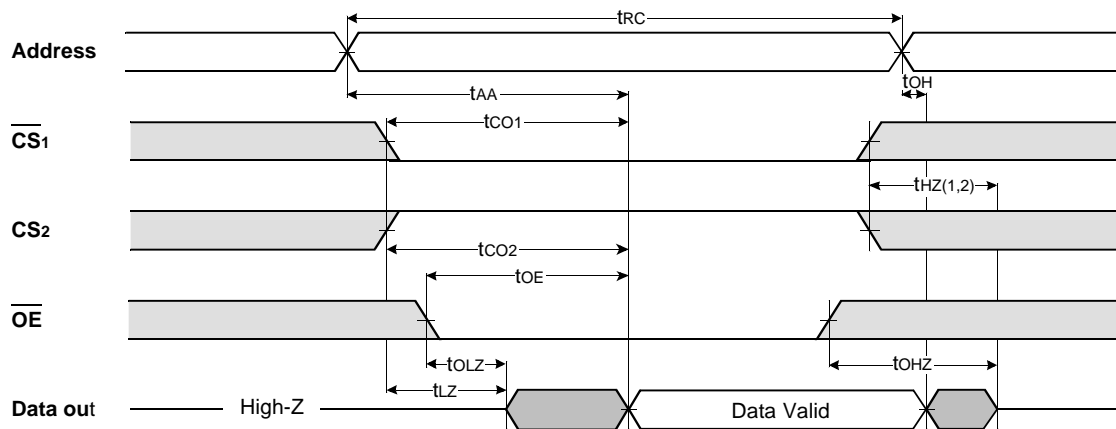 tRC
Address
tAA
tOH
tCO1
CS1
tHZ(1,2)
CS2
tCO2
tOE
OE
tOLZ
tOHZ
tLZ
Data out
High-Z
Data Valid